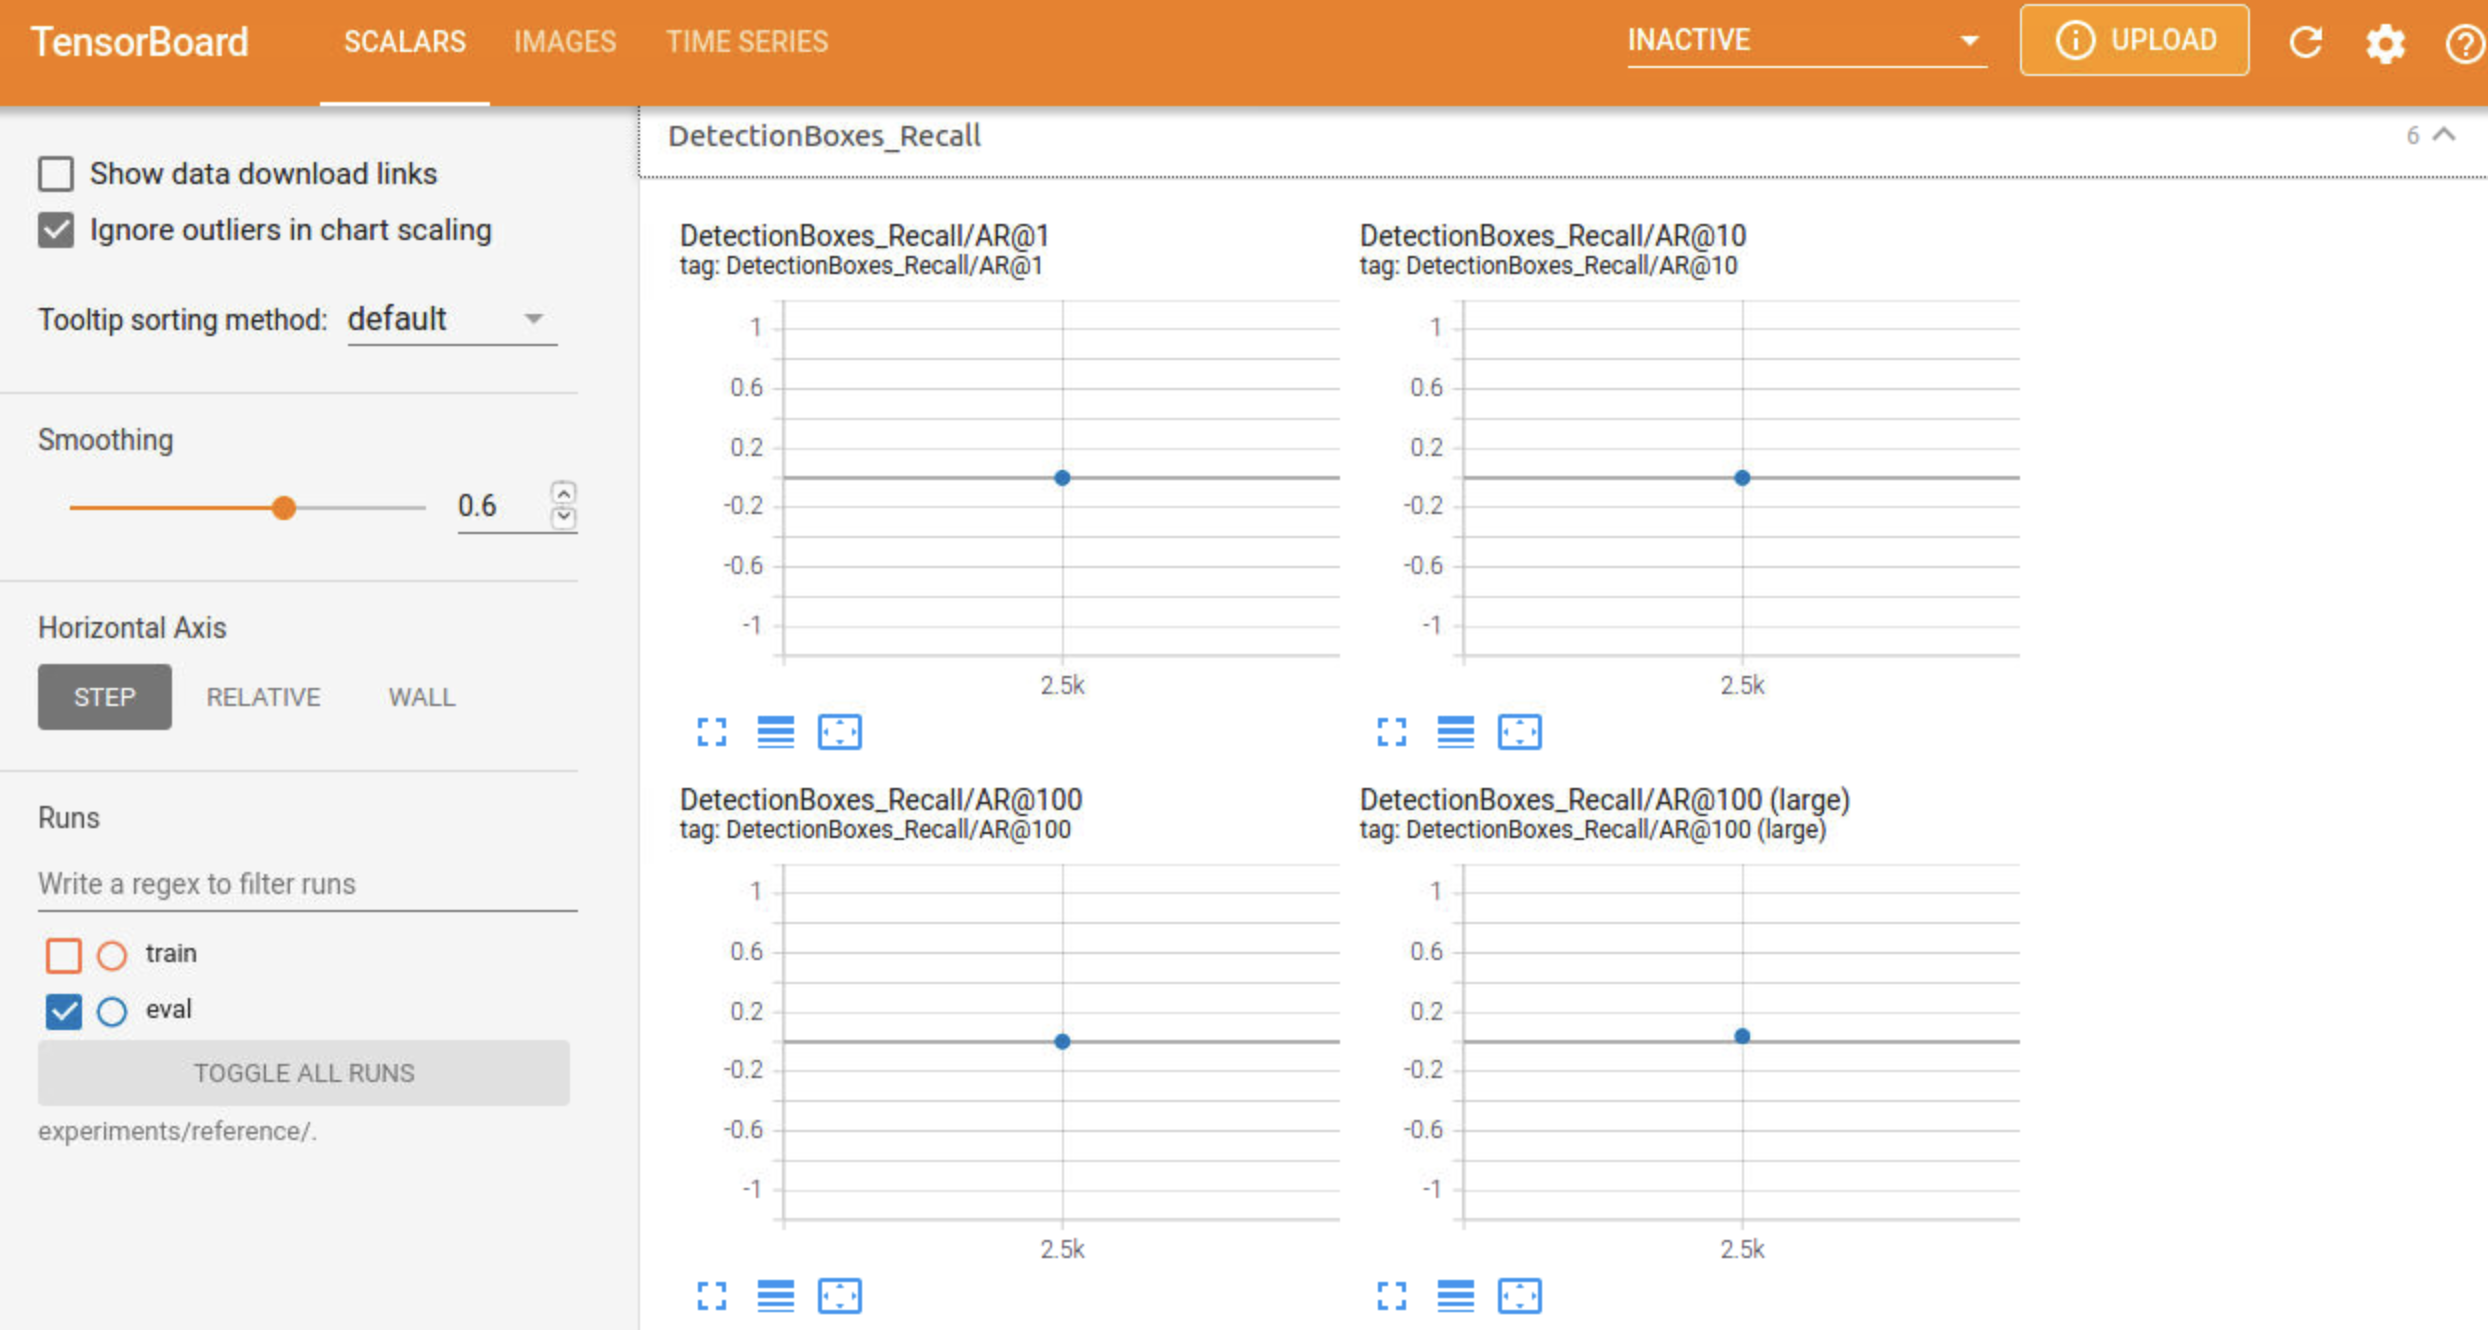 TensorBoard SCALARS IMAGES TIME SERIES INACTIVE UPLOAD
Show data download links
Ignore outliers in chart scaling
Tooltip sorting method: default
Smoothing
0.6
Horizontal Axis
STEP RELATIVE WALL
Runs
Write a regex to filter runs
train
eval
TOGGLE ALL RUNS
experiments/reference/.
DetectionBoxes_Recall 6
DetectionBoxes_Recall/AR@1
tag: DetectionBoxes_Recall/AR@1
1
0.6
0.2
-0.2
-0.6
-1
2.5k
DetectionBoxes_Recall/AR@10
tag: DetectionBoxes_Recall/AR@10
1
0.6
0.2
-0.2
-0.6
-1
2.5k
DetectionBoxes_Recall/AR@100
tag: DetectionBoxes_Recall/AR@100
1
0.6
0.2
-0.2
-0.6
-1
2.5k
DetectionBoxes_Recall/AR@100 (large)
tag: DetectionBoxes_Recall/AR@100 (large)
1
0.6
0.2
-0.2
-0.6
-1
2.5k